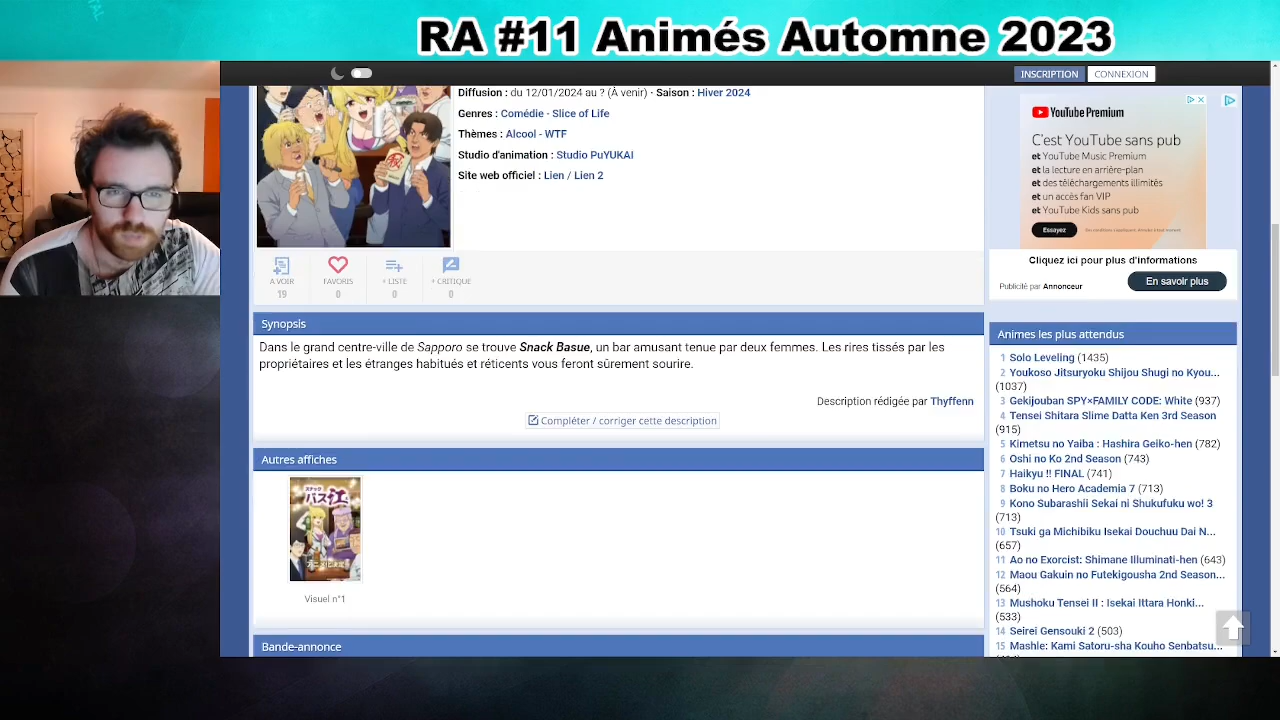 RA #11 Animés Automne 2023
INSCRIPTION
CONNEXION
Diffusion : du 12/01/2024 au ? (À venir) · Saison : Hiver 2024
Genres : Comédie - Slice of Life
Thèmes : Alcool - WTF
Studio d'animation : Studio PuYUKAI
Site web officiel : Lien / Lien 2
A VOIR
19
FAVORIS
0
+ LISTE
0
+ CRITIQUE
0
Synopsis
Dans le grand centre-ville de Sapporo se trouve Snack Basue, un bar amusant tenue par deux femmes. Les rires tissés par les
propriétaires et les étranges habitués et réticents vous feront sûrement sourire.
Description rédigée par Thyffenn
Compléter / corriger cette description
Autres affiches
スナック
バス江
Visuel n°1
Bande-annonce
YouTube Premium
C'est YouTube sans pub
et YouTube Music Premium
et la lecture en arrière-plan
et des téléchargements illimités
et un accès fan VIP
et YouTube Kids sans pub
Essayez
Cliquez ici pour plus d'informations
Publicité par Annonceur
En savoir plus
Animes les plus attendus
1 Solo Leveling (1435)
2 Youkoso Jitsuryoku Shijou Shugi no Kyou...
(1037)
3 Gekijouban SPY×FAMILY CODE: White (937)
4 Tensei Shitara Slime Datta Ken 3rd Season
(915)
5 Kimetsu no Yaiba : Hashira Geiko-hen (782)
6 Oshi no Ko 2nd Season (743)
7 Haikyu !! FINAL (741)
8 Boku no Hero Academia 7 (713)
9 Kono Subarashii Sekai ni Shukufuku wo! 3
(713)
10 Tsuki ga Michibiku Isekai Douchuu Dai N...
(657)
11 Ao no Exorcist: Shimane Illuminati-hen (643)
12 Maou Gakuin no Futekigousha 2nd Season...
(564)
13 Mushoku Tensei II : Isekai Ittara Honki...
(533)
14 Seirei Gensouki 2 (503)
15 Mashle: Kami Satoru-sha Kouho Senbatsu...